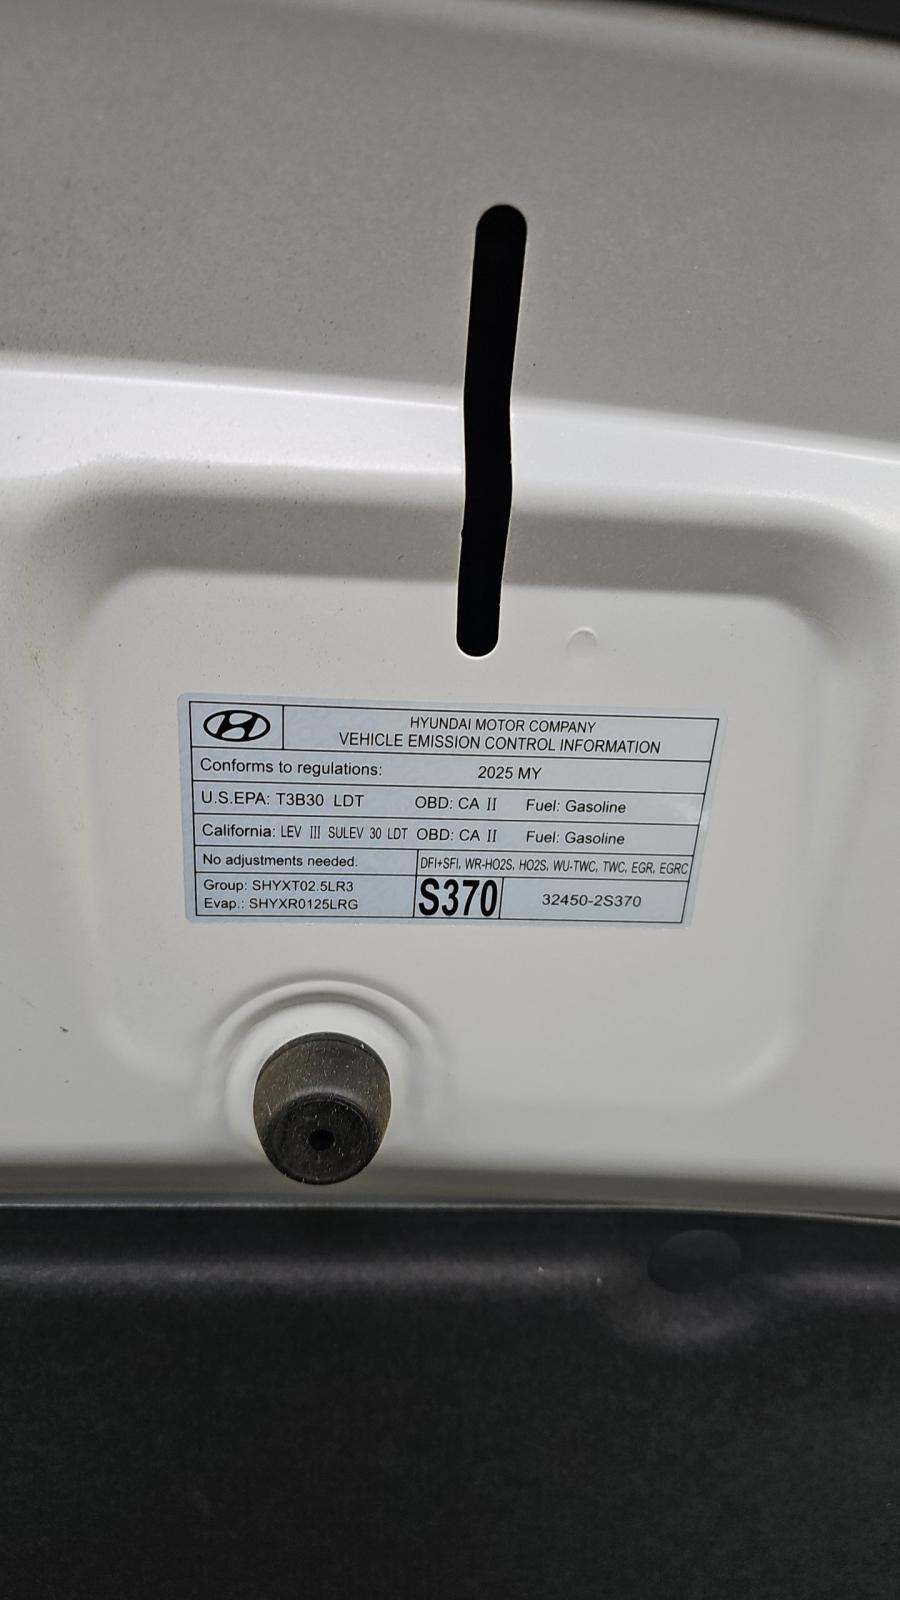 HYUNDAI MOTOR COMPANY
VEHICLE EMISSION CONTROL INFORMATION
Conforms to regulations: 2025 MY
U.S.EPA: T3B30 LDT OBD: CA II Fuel: Gasoline
California: LEV III SULEV 30 LDT OBD: CA II Fuel: Gasoline
No adjustments needed. DFI+SFI, WR-HO2S, HO2S, WU-TWC, TWC, EGR, EGRC
Group: SHYXT02.5LR3
Evap.: SHYXR0125LRG
S370 32450-2S370